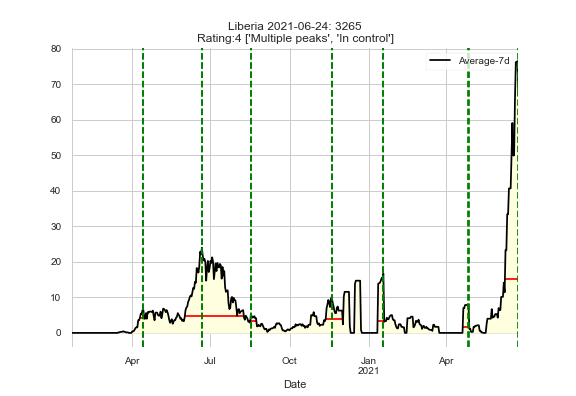 Liberia 2021-06-24: 3265
Rating:4 ['Multiple peaks', 'In control']
80
70
60
50
40
30
20
10
0
Average-7d
Apr
Jul
Oct
Jan
2021
Apr
Date